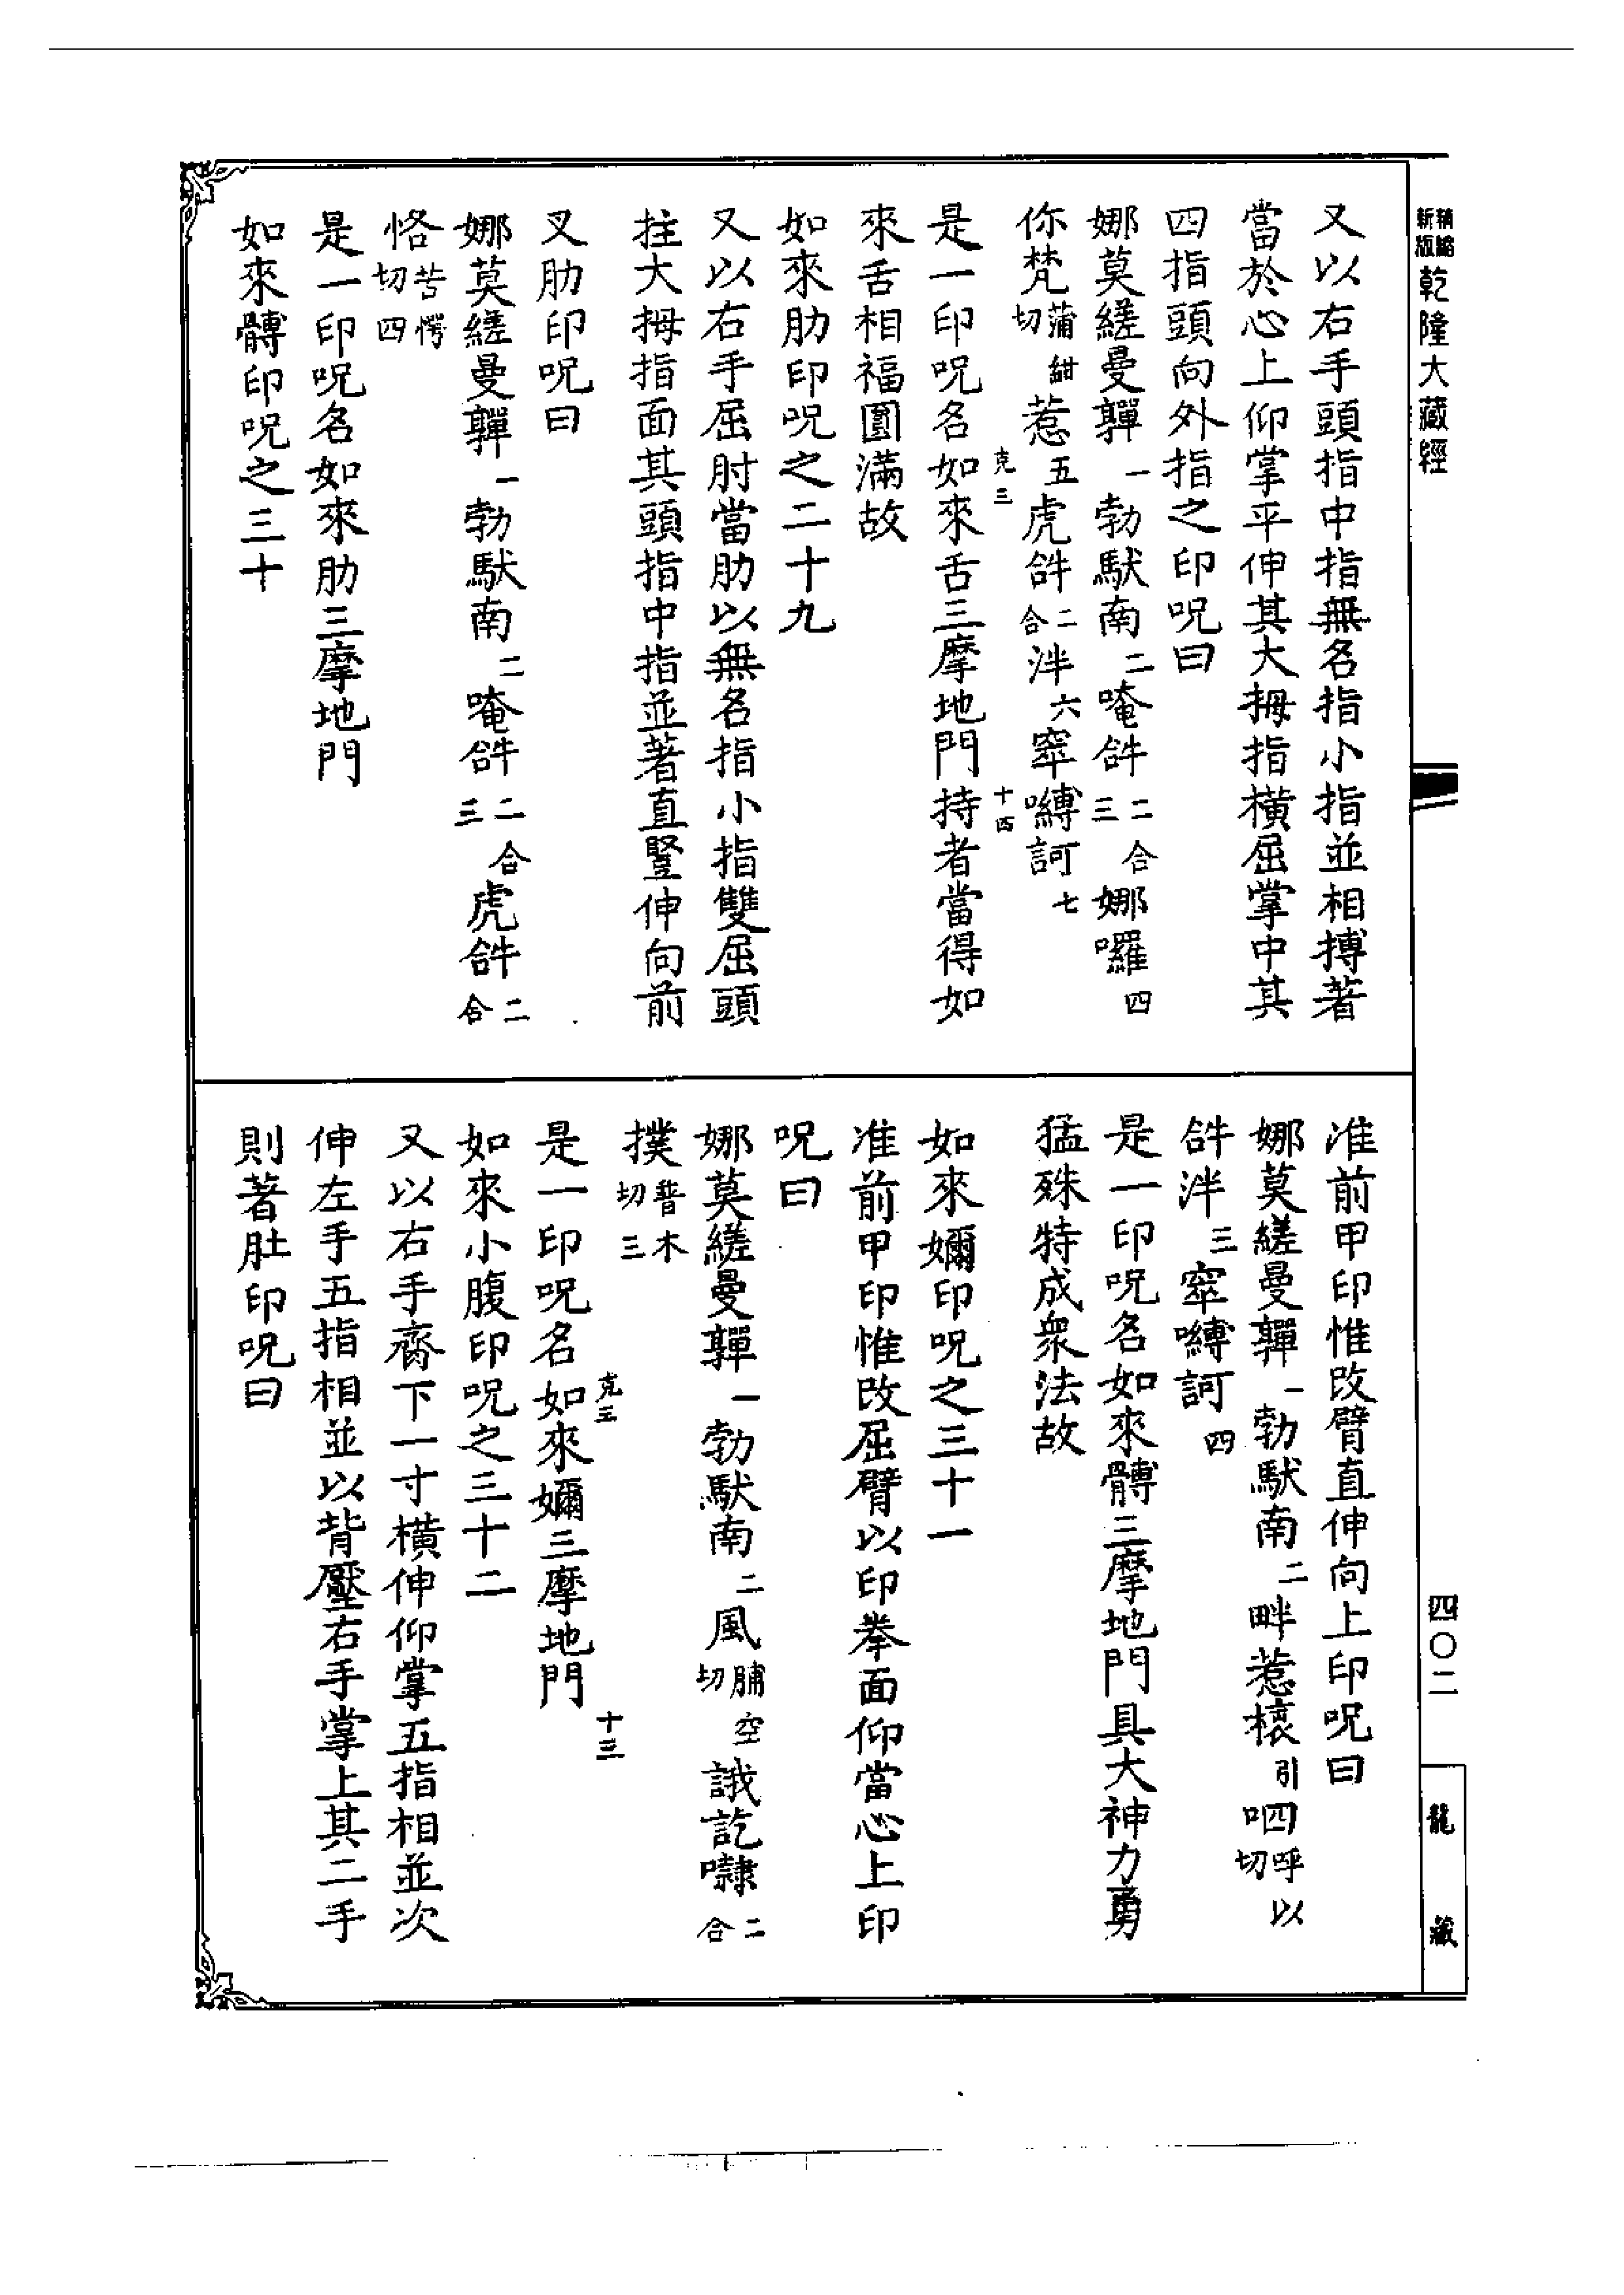 精縮新版 乾隆大藏經
又以右手頭指中指無名指小指並相搏著
當於心上仰掌平伸其大拇指橫屈掌中其
四指頭向外指之印呪曰
娜莫縒曼彈一勃馱南二唵䤈二合三娜囉四
你梵蒲紺切惹五虎䤈二合泮六窣嚩訶七
克三 十四
是一印呪名如來舌三摩地門持者當得如
來舌相福圓滿故
如來肋印呪之二十九
又以右手屈肘當肋以無名指小指雙屈頭
拄大拇指面其頭指中指並著直豎伸向前
叉肋印呪曰
娜莫縒曼彈一勃馱南二唵䤈二合三虎䤈二合
恪苦愕切四
是一印呪名如來肋三摩地門
如來髆印呪之三十
准前甲印惟改臂直伸向上印呪曰
娜莫縒曼彈一勃馱南二畔惹榱引呬呼以切
䤈泮三窣嚩訶四
是一印呪名如來髆三摩地門具大神力勇
猛殊特成衆法故
如來嬭印呪之三十一
准前甲印惟改屈臂以印拳面仰當心上印
呪曰
娜莫縒曼彈一勃馱南二風脯空切誐訖㘑二合
撲普木切三
克三 十三
是一印呪名如來嬭三摩地門
如來小腹印呪之三十二
又以右手齊下一寸橫伸仰掌五指相並次
伸左手五指相並以背壓右手掌上其二手
則著肚印呪曰
四〇二
龍藏